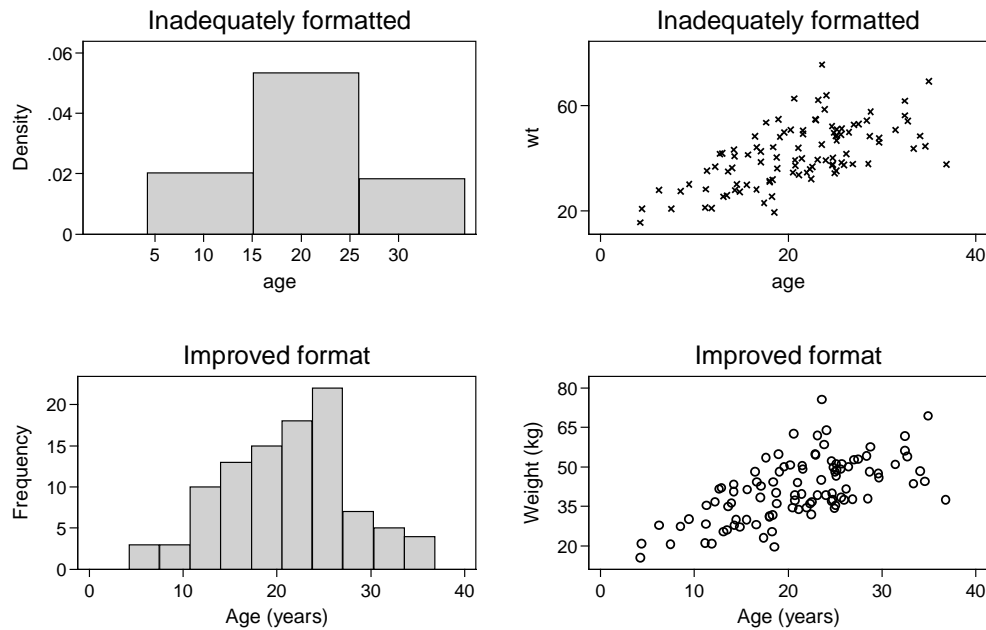 Inadequately formatted
.06
.04
.02
0
Density
5 10 15 20 25 30
age
Inadequately formatted
60
20
wt
0 20 40
age
Improved format
20
15
10
5
0
Frequency
0 10 20 30 40
Age (years)
Improved format
80
65
50
35
20
Weight (kg)
0 10 20 30 40
Age (years)